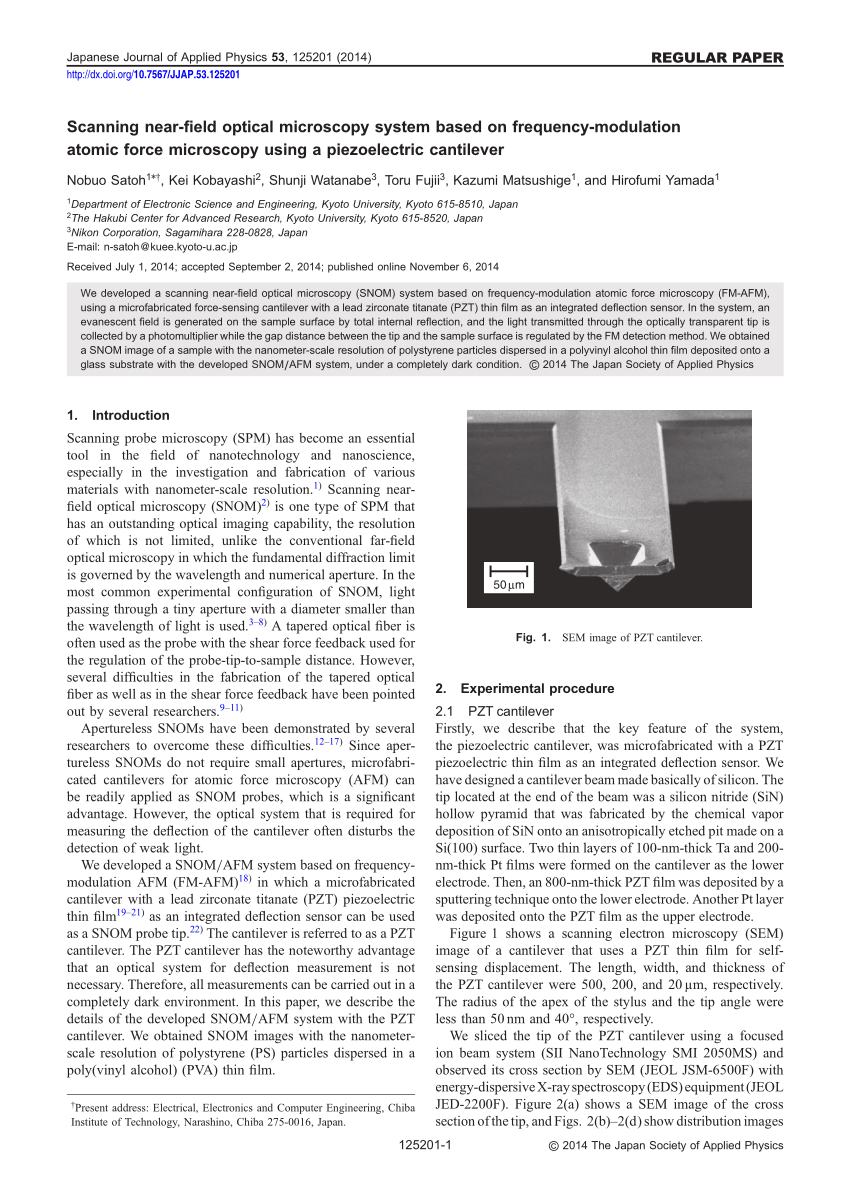 Japanese Journal of Applied Physics 53, 125201 (2014)
REGULAR PAPER
http://dx.doi.org/10.7567/JJAP.53.125201
Scanning near-field optical microscopy system based on frequency-modulation
atomic force microscopy using a piezoelectric cantilever
Nobuo Satoh1*†, Kei Kobayashi2, Shunji Watanabe3, Toru Fujii3, Kazumi Matsushige1, and Hirofumi Yamada1
1Department of Electronic Science and Engineering, Kyoto University, Kyoto 615-8510, Japan
2The Hakubi Center for Advanced Research, Kyoto University, Kyoto 615-8520, Japan
3Nikon Corporation, Sagamihara 228-0828, Japan
E-mail: n-satoh@kuee.kyoto-u.ac.jp
Received July 1, 2014; accepted September 2, 2014; published online November 6, 2014
We developed a scanning near-field optical microscopy (SNOM) system based on frequency-modulation atomic force microscopy (FM-AFM),
using a microfabricated force-sensing cantilever with a lead zirconate titanate (PZT) thin film as an integrated deflection sensor. In the system, an
evanescent field is generated on the sample surface by total internal reflection, and the light transmitted through the optically transparent tip is
collected by a photomultiplier while the gap distance between the tip and the sample surface is regulated by the FM detection method. We obtained
a SNOM image of a sample with the nanometer-scale resolution of polystyrene particles dispersed in a polyvinyl alcohol thin film deposited onto a
glass substrate with the developed SNOM/AFM system, under a completely dark condition. © 2014 The Japan Society of Applied Physics
1. Introduction
Scanning probe microscopy (SPM) has become an essential
tool in the field of nanotechnology and nanoscience,
especially in the investigation and fabrication of various
materials with nanometer-scale resolution.1) Scanning near-
field optical microscopy (SNOM)2) is one type of SPM that
has an outstanding optical imaging capability, the resolution
of which is not limited, unlike the conventional far-field
optical microscopy in which the fundamental diffraction limit
is governed by the wavelength and numerical aperture. In the
most common experimental configuration of SNOM, light
passing through a tiny aperture with a diameter smaller than
the wavelength of light is used.3–8) A tapered optical fiber is
often used as the probe with the shear force feedback used for
the regulation of the probe-tip-to-sample distance. However,
several difficulties in the fabrication of the tapered optical
fiber as well as in the shear force feedback have been pointed
out by several researchers.9–11)
Apertureless SNOMs have been demonstrated by several
researchers to overcome these difficulties.12–17) Since aper-
tureless SNOMs do not require small apertures, microfabri-
cated cantilevers for atomic force microscopy (AFM) can
be readily applied as SNOM probes, which is a significant
advantage. However, the optical system that is required for
measuring the deflection of the cantilever often disturbs the
detection of weak light.
We developed a SNOM/AFM system based on frequency-
modulation AFM (FM-AFM)18) in which a microfabricated
cantilever with a lead zirconate titanate (PZT) piezoelectric
thin film19–21) as an integrated deflection sensor can be used
as a SNOM probe tip.22) The cantilever is referred to as a PZT
cantilever. The PZT cantilever has the noteworthy advantage
that an optical system for deflection measurement is not
necessary. Therefore, all measurements can be carried out in a
completely dark environment. In this paper, we describe the
details of the developed SNOM/AFM system with the PZT
cantilever. We obtained SNOM images with the nanometer-
scale resolution of polystyrene (PS) particles dispersed in a
poly(vinyl alcohol) (PVA) thin film.
†Present address: Electrical, Electronics and Computer Engineering, Chiba
Institute of Technology, Narashino, Chiba 275-0016, Japan.
50 μm
Fig. 1. SEM image of PZT cantilever.
2. Experimental procedure
2.1 PZT cantilever
Firstly, we describe that the key feature of the system,
the piezoelectric cantilever, was microfabricated with a PZT
piezoelectric thin film as an integrated deflection sensor. We
have designed a cantilever beam made basically of silicon. The
tip located at the end of the beam was a silicon nitride (SiN)
hollow pyramid that was fabricated by the chemical vapor
deposition of SiN onto an anisotropically etched pit made on a
Si(100) surface. Two thin layers of 100-nm-thick Ta and 200-
nm-thick Pt films were formed on the cantilever as the lower
electrode. Then, an 800-nm-thick PZT film was deposited by a
sputtering technique onto the lower electrode. Another Pt layer
was deposited onto the PZT film as the upper electrode.
Figure 1 shows a scanning electron microscopy (SEM)
image of a cantilever that uses a PZT thin film for self-
sensing displacement. The length, width, and thickness of
the PZT cantilever were 500, 200, and 20 μm, respectively.
The radius of the apex of the stylus and the tip angle were
less than 50 nm and 40°, respectively.
We sliced the tip of the PZT cantilever using a focused
ion beam system (SII NanoTechnology SMI 2050MS) and
observed its cross section by SEM (JEOL JSM-6500F) with
energy-dispersive X-ray spectroscopy (EDS) equipment (JEOL
JED-2200F). Figure 2(a) shows a SEM image of the cross
section of the tip, and Figs. 2(b)–2(d) show distribution images
125201-1
© 2014 The Japan Society of Applied Physics